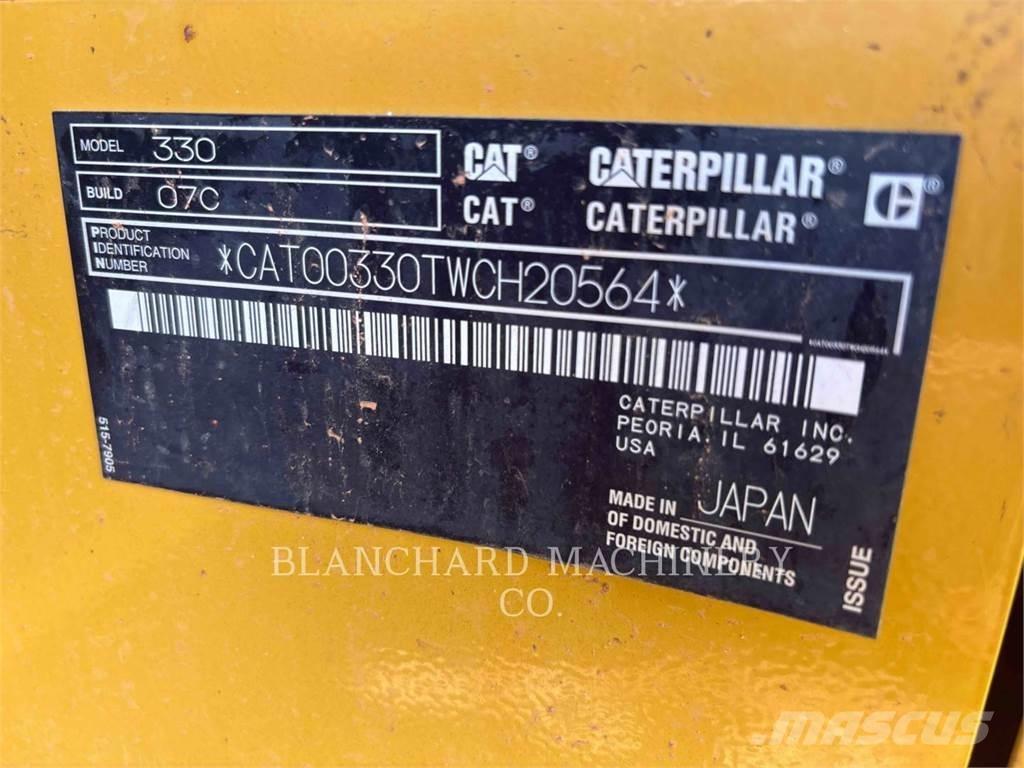 MODEL 330
BUILD 07C
CAT® CATERPILLAR®
CAT® CATERPILLAR®
PRODUCT
IDENTIFICATION
NUMBER
*CAT00330TWCH20564*
CATERPILLAR INC.
PEORIA, IL 61629
USA
515-7905
MADE IN JAPAN
OF DOMESTIC AND
FOREIGN COMPONENTS
ISSUE
BLANCHARD MACHINERY
CO.
MASCUS